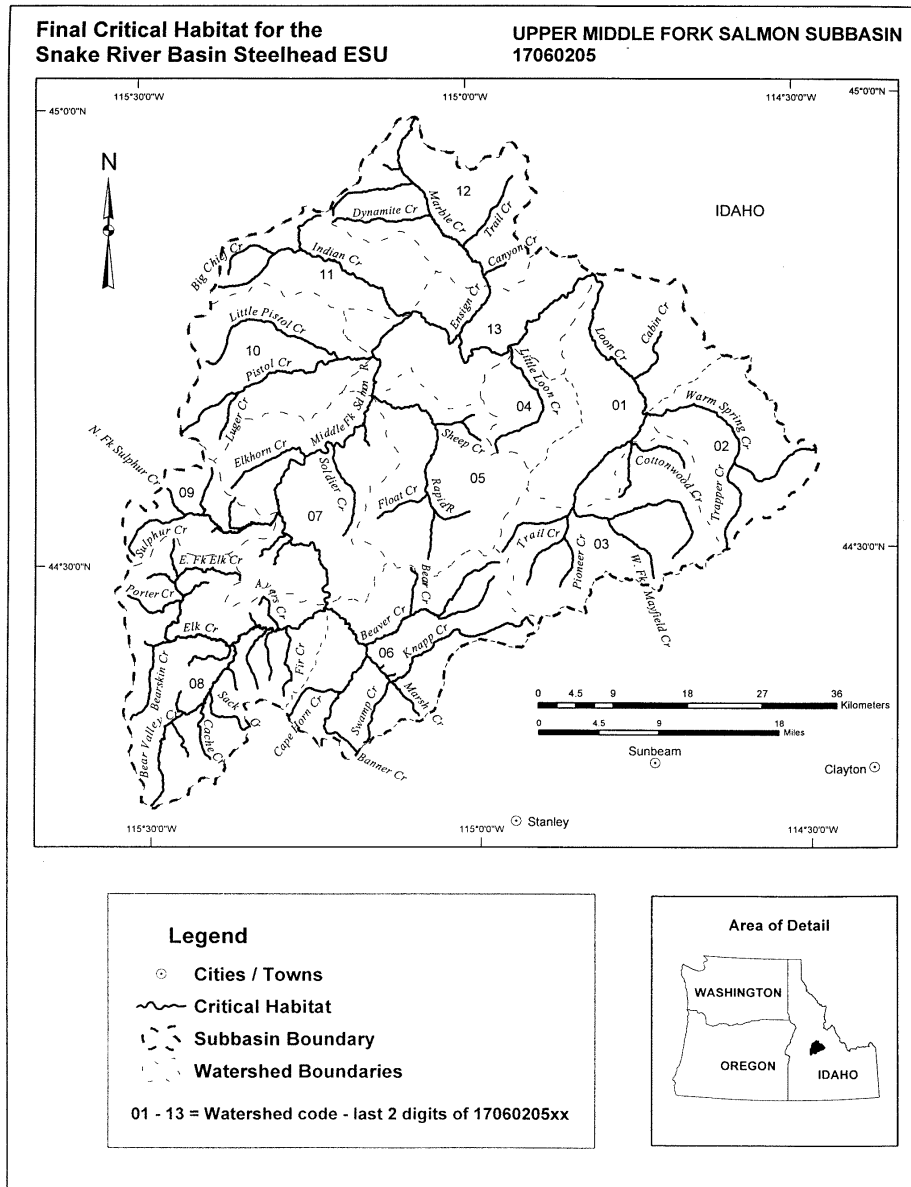 Final Critical Habitat for the
Snake River Basin Steelhead ESU
UPPER MIDDLE FORK SALMON SUBBASIN
17060205
115°30'0"W
115°0'0"W
114°30'0"W
45°0'0"N
45°0'0"N
N
IDAHO
12
Marble Cr
Trail Cr
Dynamite Cr
Canyon Cr
Big Chief Cr
Indian Cr
11
Ensign Cr
13
Little Pistol Cr
Loon Cr
Cabin Cr
10
Pistol Cr
Little Loon Cr
Luger Cr
Middle Fk Salmon R
04
01
Warm Spring Cr
N. Fk Sulphur Cr
Elkhorn Cr
Sheep Cr
02
Soldier Cr
05
Cottonwood Cr
Trapper Cr
09
Float Cr
Rapid R
07
Sulphur Cr
Trail Cr
03
44°30'0"N
44°30'0"N
E. Fk Elk Cr
Pioneer Cr
W. Fk Mayfield Cr
Porter Cr
Ayars Cr
Bear Cr
Elk Cr
Beaver Cr
Knapp Cr
Fir Cr
06
Bearskin Cr
08
Sack Cr
Marsh Cr
Cape Horn Cr
Swamp Cr
Bear Valley Cr
Cache Cr
Banner Cr
0 4.5 9 18 27 36
Kilometers
0 4.5 9 18
Miles
Sunbeam
Clayton
Stanley
115°30'0"W
115°0'0"W
114°30'0"W
Legend
Cities / Towns
Critical Habitat
Subbasin Boundary
Watershed Boundaries
01 - 13 = Watershed code - last 2 digits of 17060205xx
Area of Detail
WASHINGTON
OREGON
IDAHO